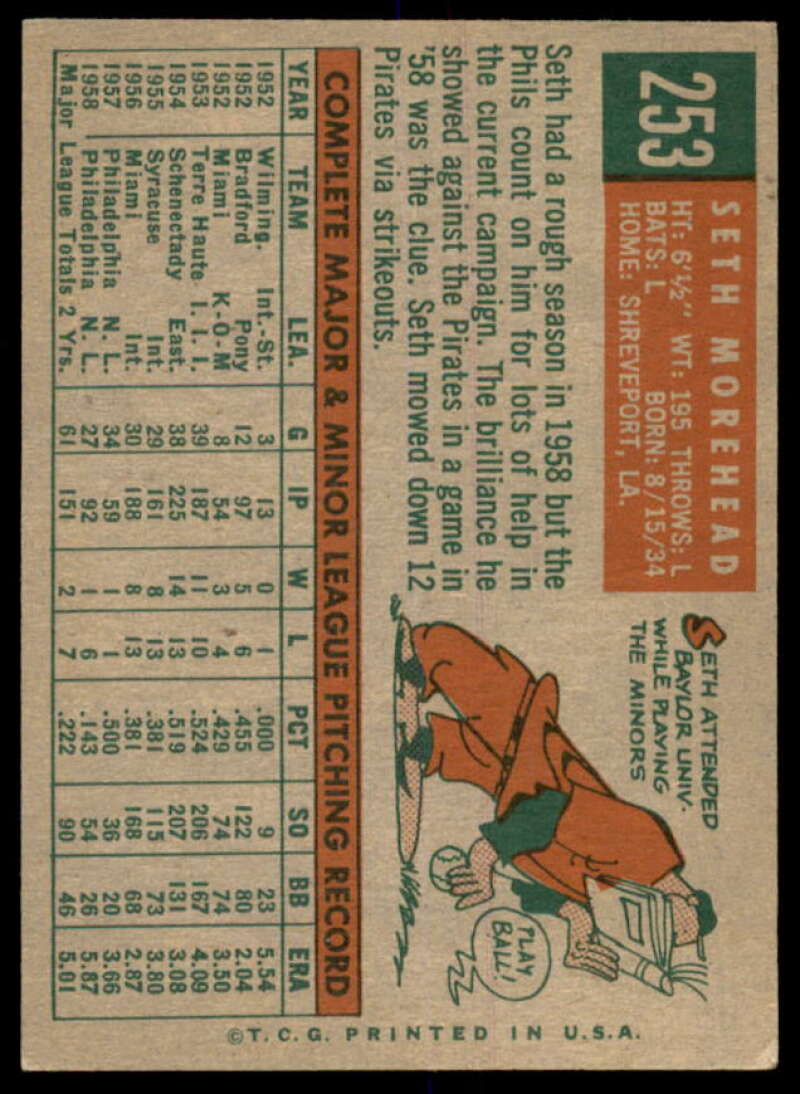 253
SETH MOREHEAD
HT: 6'½" WT: 195 THROWS: L
BATS: L BORN: 8/15/34
HOME: SHREVEPORT, LA.
Seth had a rough season in 1958 but the
Phils count on him for lots of help in
the current campaign. The brilliance he
showed against the Pirates in a game in
'58 was the clue. Seth mowed down 12
Pirates via strikeouts.
SETH ATTENDED
BAYLOR UNIV.
WHILE PLAYING
THE MINORS
PLAY
BALL!
COMPLETE MAJOR & MINOR LEAGUE PITCHING RECORD
YEAR TEAM LEA. G IP W L PCT SO BB ERA
1952 Wilming. Int.-St. 3 13 0 1 .000 9 23 5.54
1952 Bradford Pony 12 97 5 6 .455 122 80 2.04
1952 Miami K-O-M 8 54 3 4 .429 74 74 3.50
1953 Terre Haute I. I. I. 39 187 11 10 .524 206 167 4.09
1954 Schenectady East. 38 225 14 13 .519 207 131 3.08
1955 Syracuse Int. 29 161 8 13 .381 115 73 3.80
1956 Miami Int. 30 188 8 13 .381 168 68 2.87
1957 Philadelphia N. L. 34 59 1 1 .500 36 20 3.66
1958 Philadelphia N. L. 27 92 1 6 .143 54 26 5.87
Major League Totals 2 Yrs. 61 151 2 7 .222 90 46 5.01
©T.C.G. PRINTED IN U.S.A.